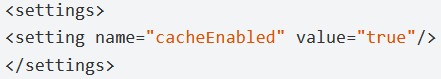 <settings>
<setting name="cacheEnabled" value="true"/>
</settings>